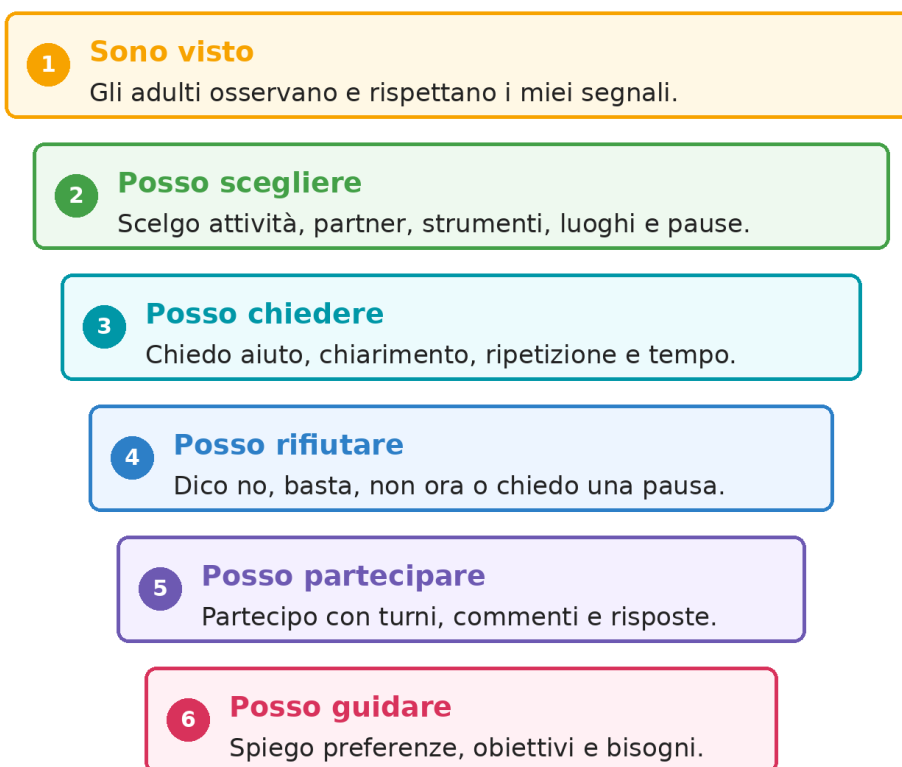 1
Sono visto
Gli adulti osservano e rispettano i miei segnali.
2
Posso scegliere
Scelgo attività, partner, strumenti, luoghi e pause.
3
Posso chiedere
Chiedo aiuto, chiarimento, ripetizione e tempo.
4
Posso rifiutare
Dico no, basta, non ora o chiedo una pausa.
5
Posso partecipare
Partecipo con turni, commenti e risposte.
6
Posso guidare
Spiego preferenze, obiettivi e bisogni.